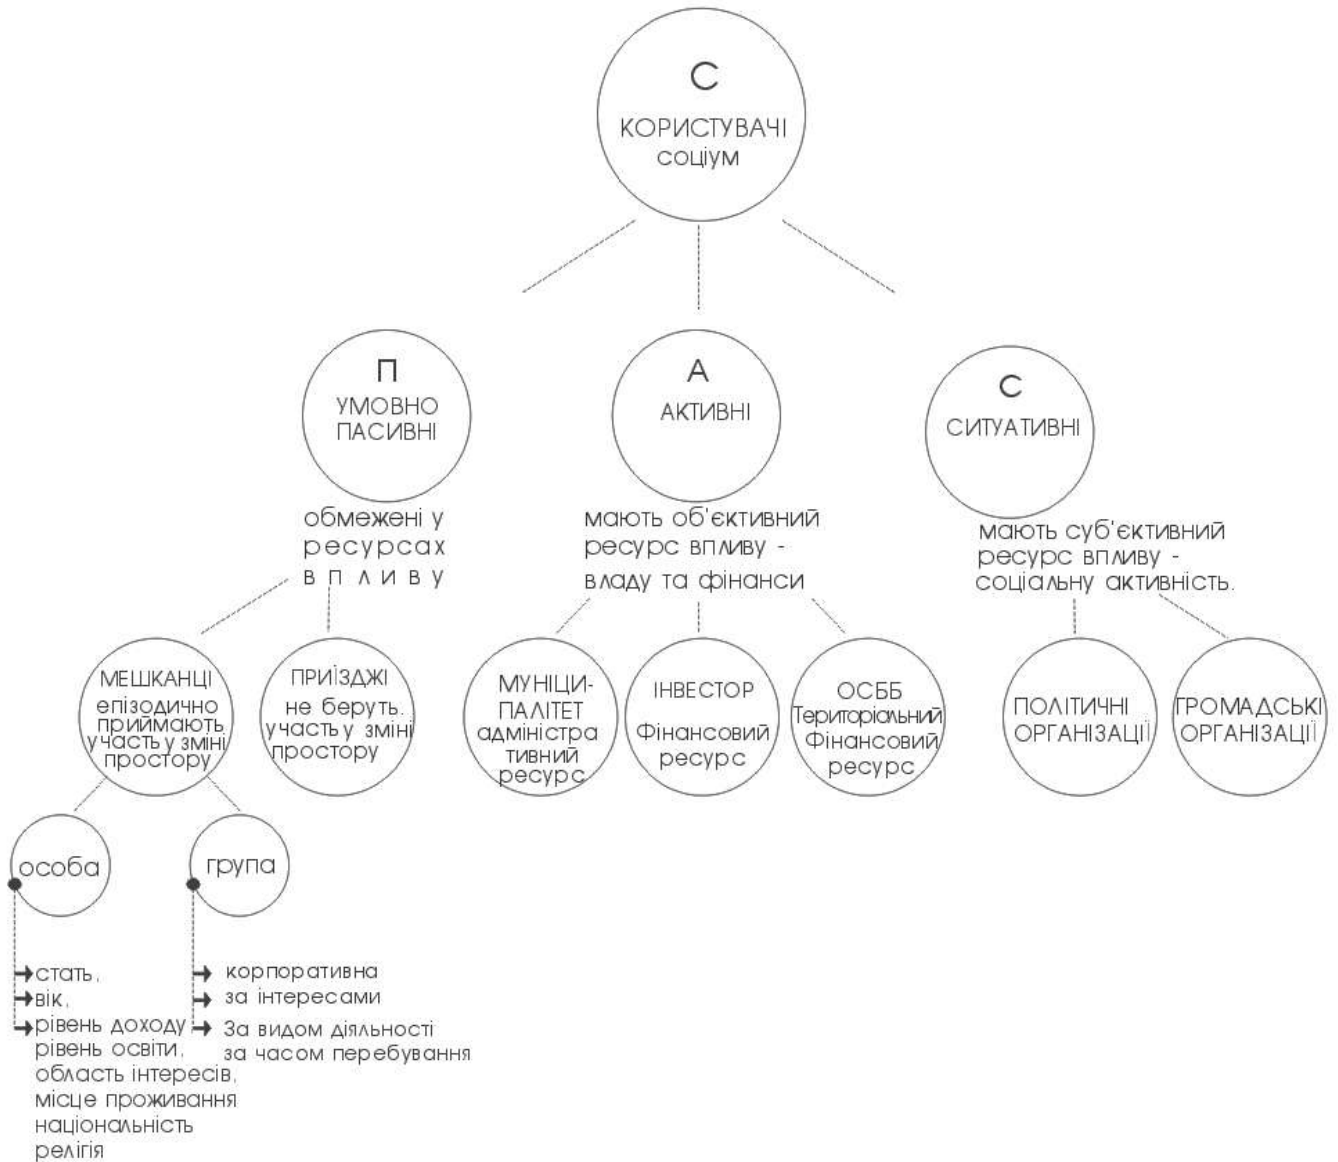 С
КОРИСТУВАЧІ
соціум
П
УМОВНО
ПАСИВНІ
обмежені у
ресурсах
впливу
А
АКТИВНІ
мають об'єктивний
ресурс впливу -
владу та фінанси
С
СИТУАТИВНІ
мають суб'єктивний
ресурс впливу -
соціальну активність.
МЕШКАНЦІ
епізодично
приймають
участь у зміні
простору
ПРИЇЗДЖІ
не беруть.
участь у зміні
простору
МУНІЦИ-
ПАЛІТЕТ
адміністра
тивний
ресурс
ІНВЕСТОР
Фінансовий
ресурс
ОСББ
Територіальний
Фінансовий
ресурс
ПОЛІТИЧНІ
ОРГАНІЗАЦІЇ
ГРОМАДСЬКІ
ОРГАНІЗАЦІЇ
особа
стать,
вік,
рівень доходу
рівень освіти,
область інтересів,
місце проживання
національність
релігія
група
корпоративна
за інтересами
За видом діяльності
за часом перебування